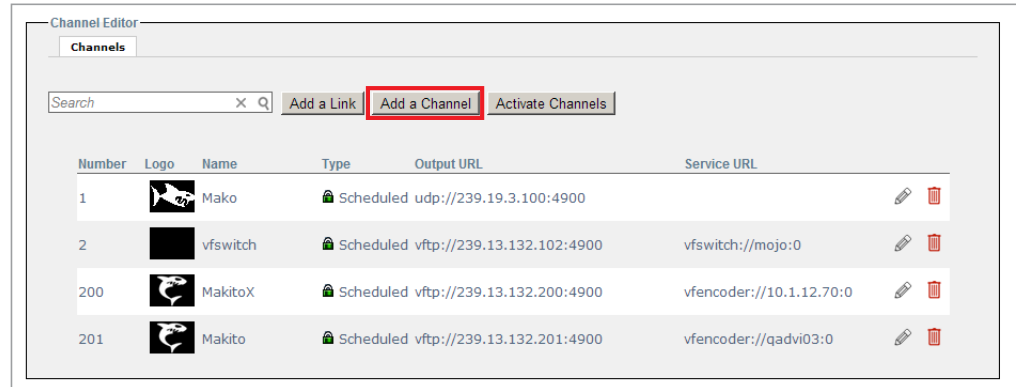 Channel Editor
Channels
Search Add a Link Add a Channel Activate Channels
Number Logo Name Type Output URL Service URL
1 Mako Scheduled udp://239.19.3.100:4900
2 vfswitch Scheduled vftp://239.13.132.102:4900 vfswitch://mojo:0
200 MakitoX Scheduled vftp://239.13.132.200:4900 vfencoder://10.1.12.70:0
201 Makito Scheduled vftp://239.13.132.201:4900 vfencoder://qadvi03:0